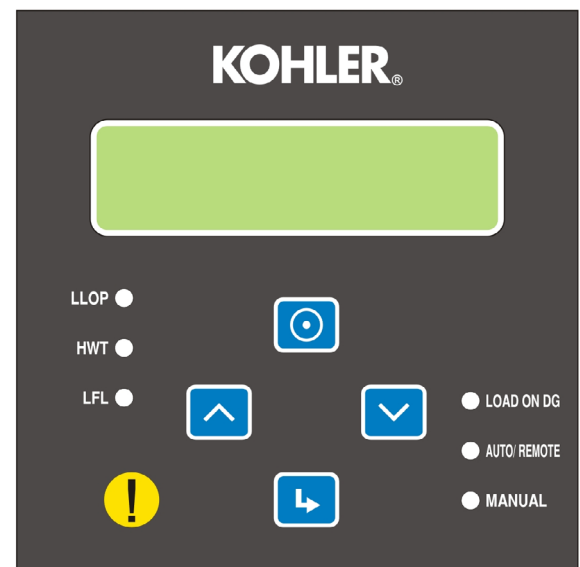 KOHLER®
LLOP
HWT
LFL
LOAD ON DG
AUTO/ REMOTE
MANUAL
!